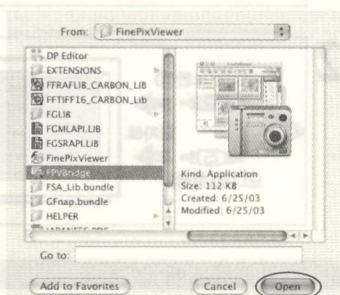 From: FinePixViewer
DP Editor
EXTENSIONS
FFRAFLIB_CARBON_LIB
FFTIFF16_CARBON_Lib
FGLIB
FGMLAPI.LIB
FGSRAPI.LIB
FinePixViewer
FPVBridge
FSA_Lib.bundle
GFnap.bundle
HELPER
Kind: Application
Size: 112 KB
Created: 6/25/03
Modified: 6/25/03
Go to:
Add to Favorites Cancel Open